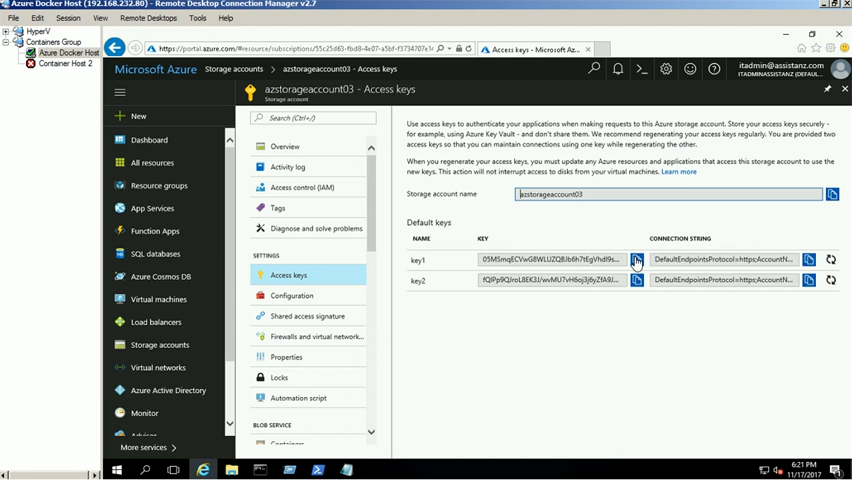 Azure Docker Host (192.168.232.80) - Remote Desktop Connection Manager v2.7
File Edit Session View Remote Desktops Tools Help
HyperV
Containers Group
Azure Docker Host
Container Host 2
https://portal.azure.com/#resource/subscriptions/
Access keys - Microsoft Az...
Microsoft Azure Storage accounts > azstorageaccount03 - Access keys
itadmin@assistanz....
ITADMINASSISTANZ (DEFAUL...
azstorageaccount03 - Access keys
Storage account
New
Dashboard
All resources
Resource groups
App Services
Function Apps
SQL databases
Azure Cosmos DB
Virtual machines
Load balancers
Storage accounts
Virtual networks
Azure Active Directory
Monitor
Advisor
More services >
Search (Ctrl+/)
Overview
Activity log
Access control (IAM)
Tags
Diagnose and solve problems
SETTINGS
Access keys
Configuration
Shared access signature
Firewalls and virtual network...
Properties
Locks
Automation script
BLOB SERVICE
Containers
Use access keys to authenticate your applications when making requests to this Azure storage account. Store your access keys securely -
for example, using Azure Key Vault - and don't share them. We recommend regenerating your access keys regularly. You are provided two
access keys so that you can maintain connections using one key while regenerating the other.
When you regenerate your access keys, you must update any Azure resources and applications that access this storage account to use the
new keys. This action will not interrupt access to disks from your virtual machines. Learn more
Storage account name azstorageaccount03
Default keys
NAME KEY CONNECTION STRING
key1 DefaultEndpointsProtocol=https;AccountN...
key2 DefaultEndpointsProtocol=https;AccountN...
6:21 PM
11/17/2017